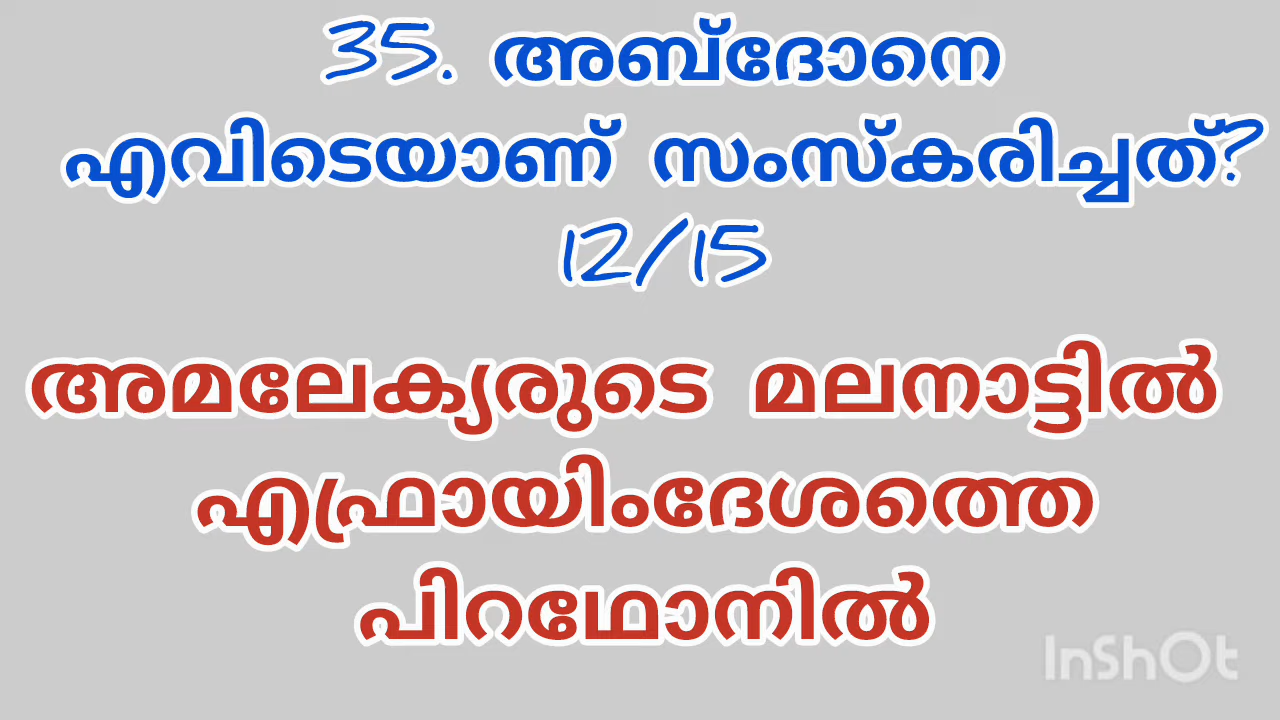 35. അബ്ദോനെ
എവിടെയാണ് സംസ്കരിച്ചത്?
12/15
അമലേക്യരുടെ മലനാട്ടിൽ
എഫ്രായിംദേശത്തെ
പിറഥോനിൽ
InShOt